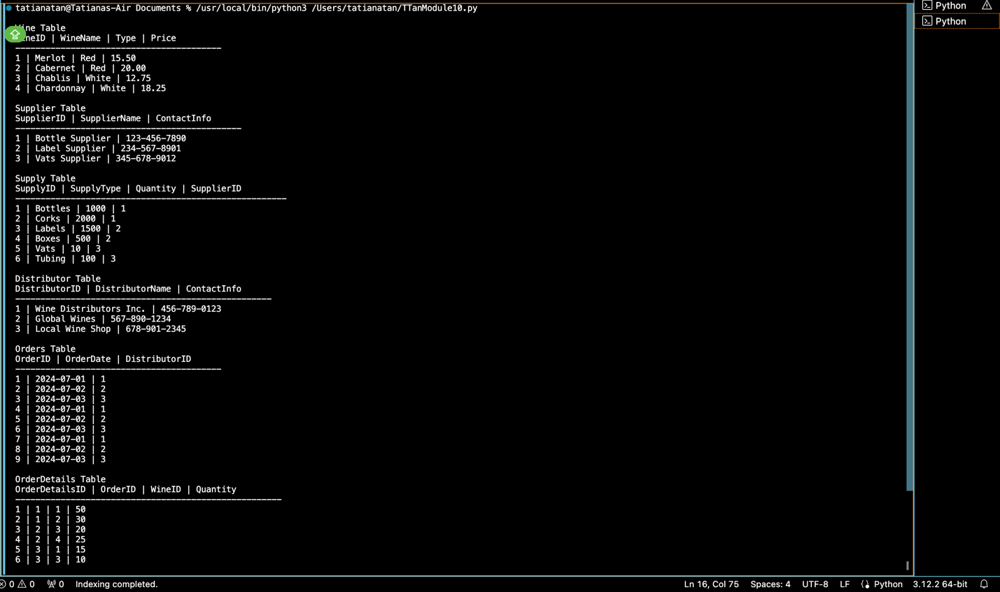 tatianatan@Tatianas-Air Documents % /usr/local/bin/python3 /Users/tatianatan/TTanModule10.py
Python
Python
Table
| WineName | Type | Price
-----------------------------------------
1 | Merlot | Red | 15.50
2 | Cabernet | Red | 20.00
3 | Chablis | White | 12.75
4 | Chardonnay | White | 18.25
Supplier Table
SupplierID | SupplierName | ContactInfo
---------------------------------------------
1 | Bottle Supplier | 123-456-7890
2 | Label Supplier | 234-567-8901
3 | Vats Supplier | 345-678-9012
Supply Table
SupplyID | SupplyType | Quantity | SupplierID
------------------------------------------------------
1 | Bottles | 1000 | 1
2 | Corks | 2000 | 1
3 | Labels | 1500 | 2
4 | Boxes | 500 | 2
5 | Vats | 10 | 3
6 | Tubing | 100 | 3
Distributor Table
DistributorID | DistributorName | ContactInfo
---------------------------------------------------
1 | Wine Distributors Inc. | 456-789-0123
2 | Global Wines | 567-890-1234
3 | Local Wine Shop | 678-901-2345
Orders Table
OrderID | OrderDate | DistributorID
-----------------------------------------
1 | 2024-07-01 | 1
2 | 2024-07-02 | 2
3 | 2024-07-03 | 3
4 | 2024-07-01 | 1
5 | 2024-07-02 | 2
6 | 2024-07-03 | 3
7 | 2024-07-01 | 1
8 | 2024-07-02 | 2
9 | 2024-07-03 | 3
OrderDetails Table
OrderDetailsID | OrderID | WineID | Quantity
-----------------------------------------------------
1 | 1 | 1 | 50
2 | 1 | 2 | 30
3 | 2 | 3 | 20
4 | 2 | 4 | 25
5 | 3 | 1 | 15
6 | 3 | 3 | 10
0 0 0 Indexing completed. Ln 16, Col 75 Spaces: 4 UTF-8 LF Python 3.12.2 64-bit